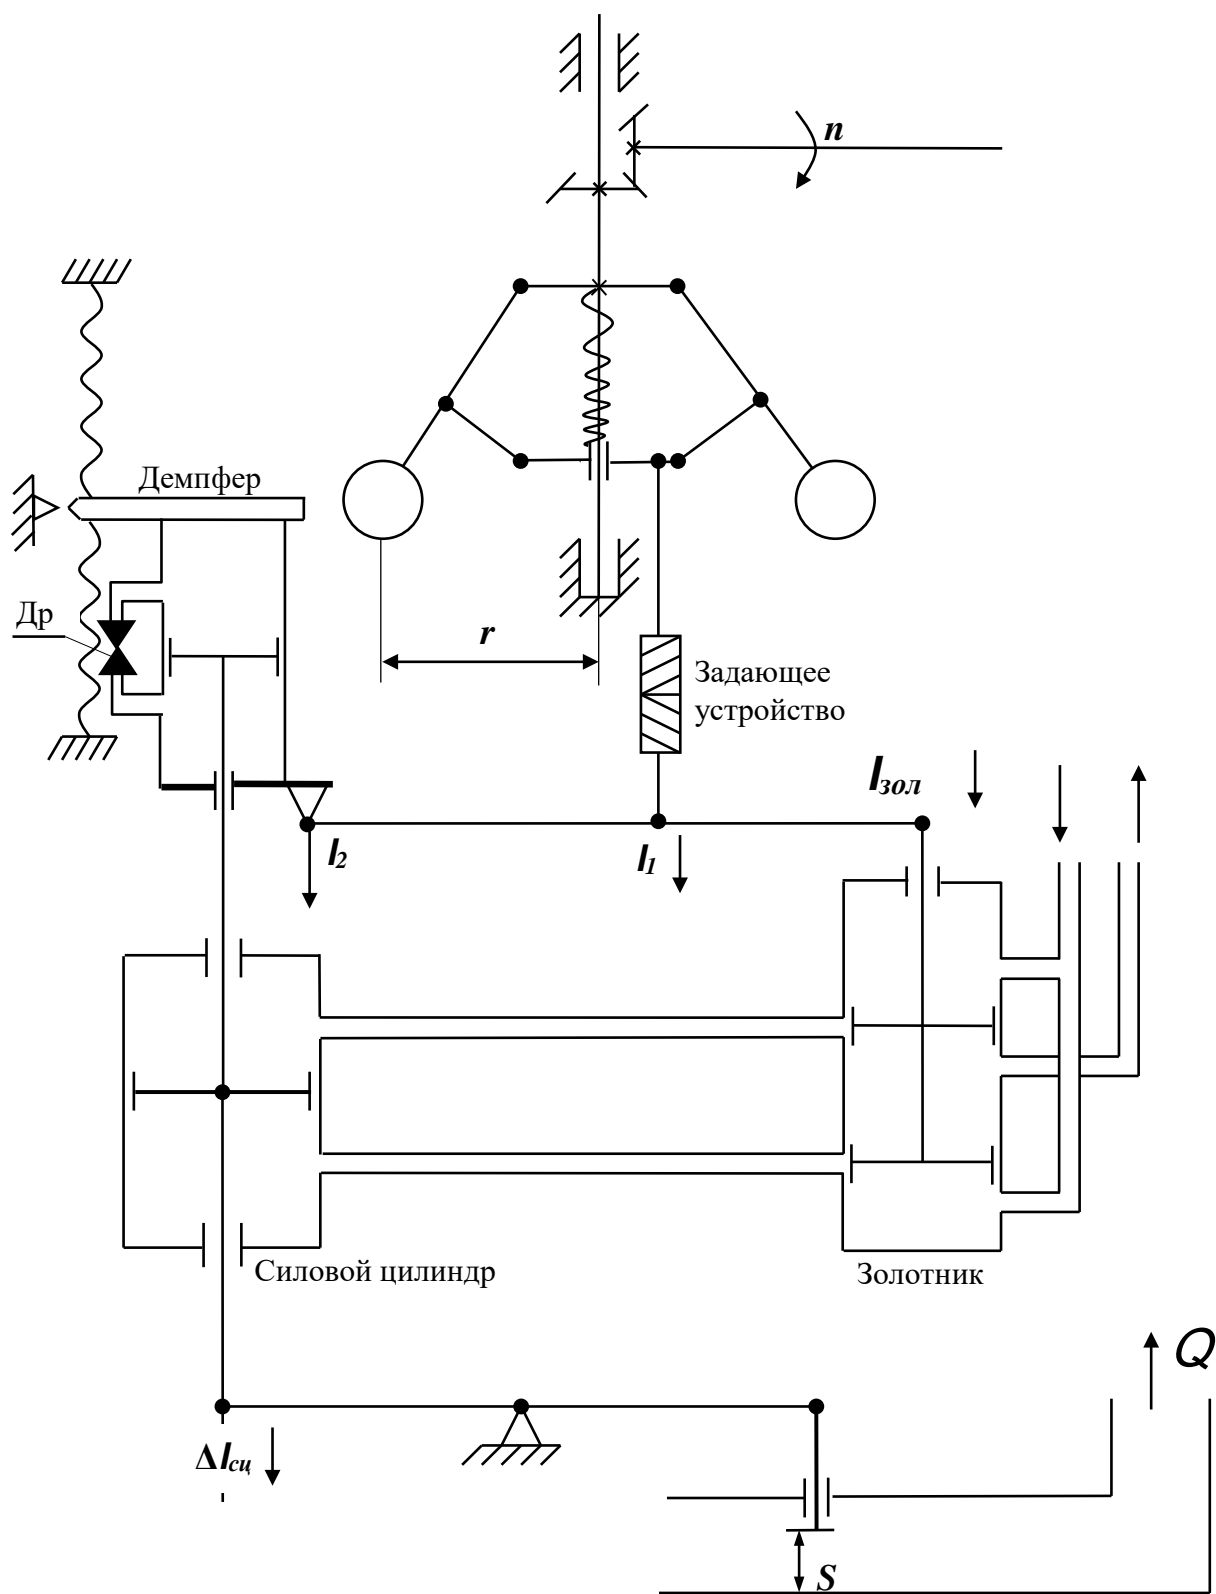 n
Демпфер
Др
r
Задающее
устройство
lзол
l2
l1
Силовой цилиндр
Золотник
Q
Δlсц
S